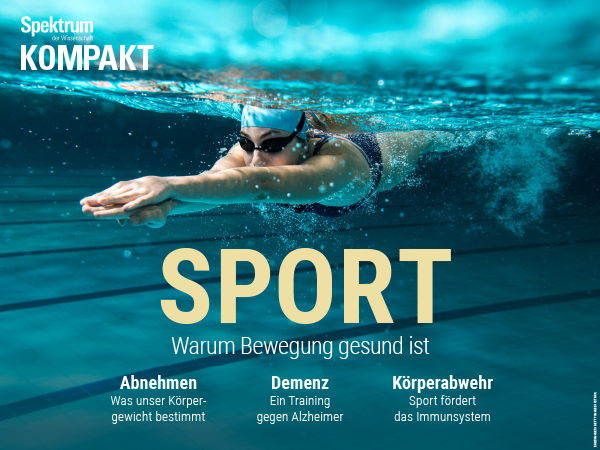 Spektrum
der Wissenschaft
KOMPAKT
SPORT
Warum Bewegung gesund ist
Abnehmen
Was unser Körper-
gewicht bestimmt
Demenz
Ein Training
gegen Alzheimer
Körperabwehr
Sport fördert
das Immunsystem